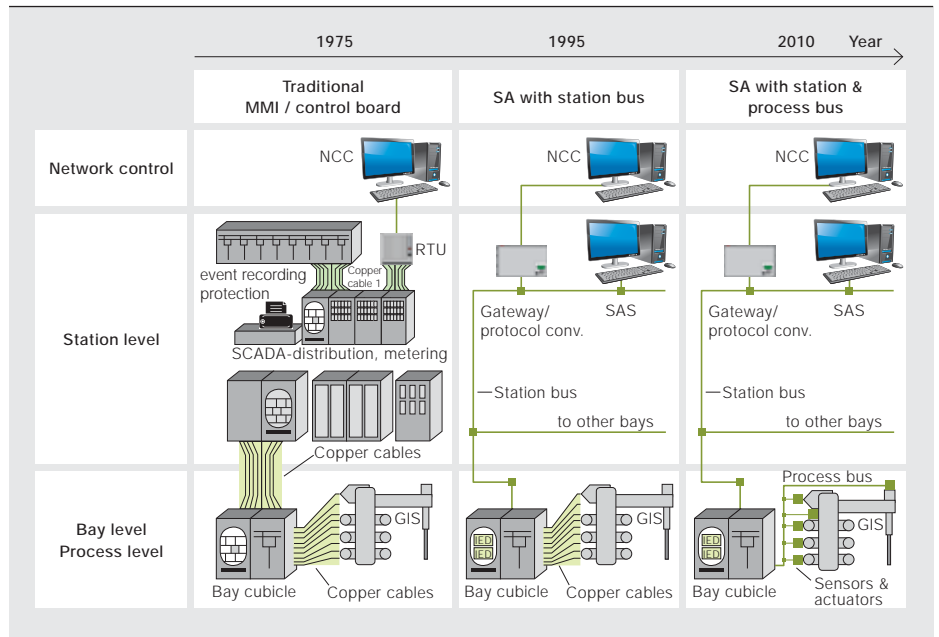 1975 1995 2010 Year
Traditional
MMI / control board
SA with station bus
SA with station &
process bus
Network control
NCC
NCC
NCC
Station level
RTU
event recording
protection
Copper
cable 1
SCADA-distribution, metering
Copper cables
Gateway/
protocol conv.
SAS
Station bus
to other bays
Gateway/
protocol conv.
SAS
Station bus
to other bays
Bay level
Process level
GIS
Bay cubicle
Copper cables
IED
IED
GIS
Bay cubicle
Copper cables
Process bus
IED
IED
GIS
Bay cubicle
Sensors &
actuators